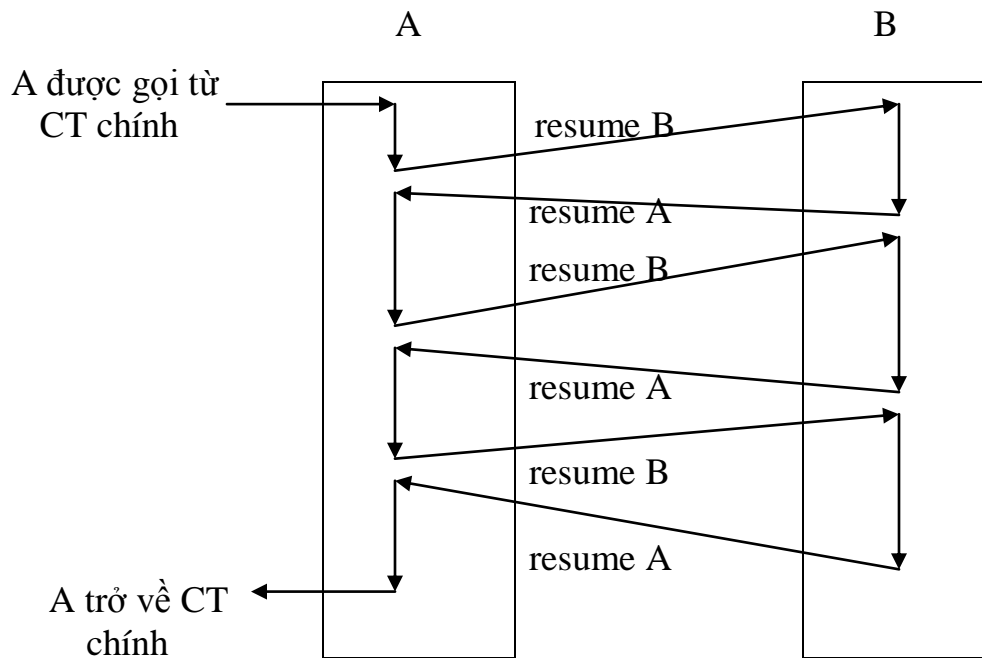 A
B
A được gọi từ
CT chính
resume B
resume A
resume B
resume A
resume B
resume A
A trở về CT
chính